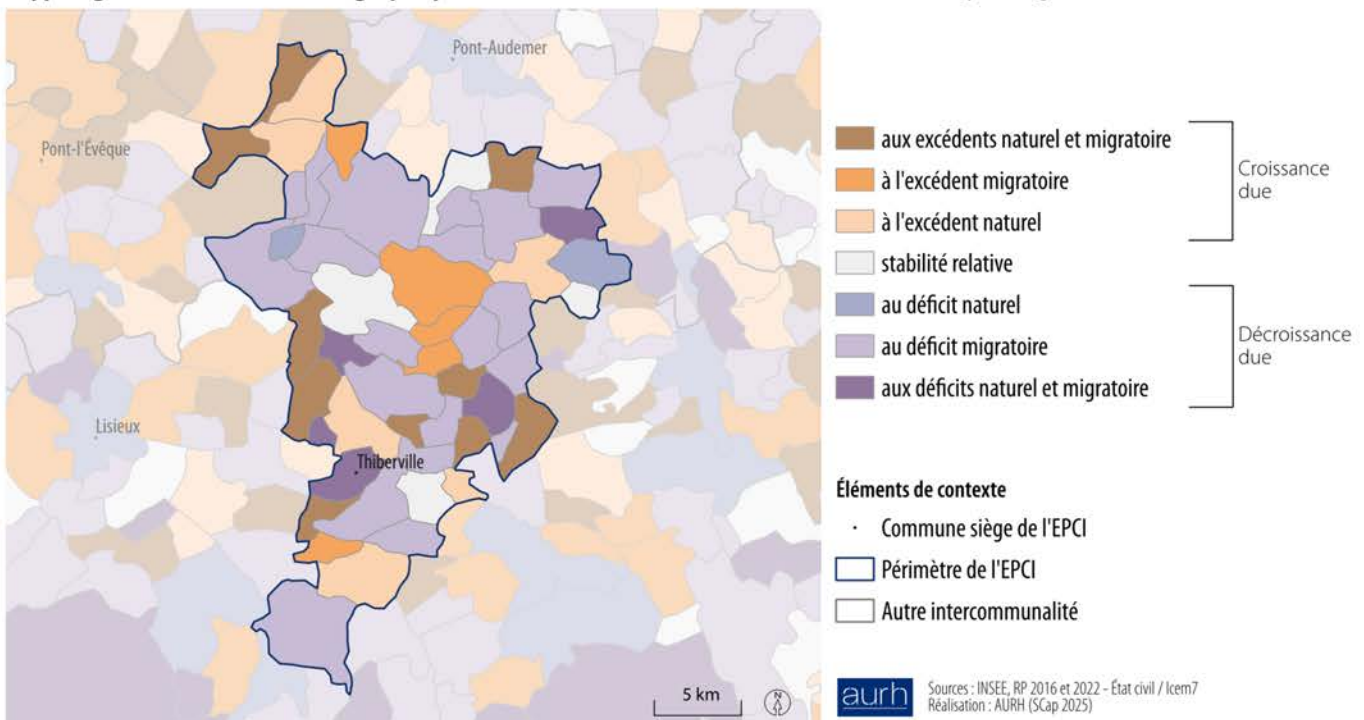 Pont-Audemer
Pont-l'Évêque
Lisieux
Thiberville
5 km
N
aux excédents naturel et migratoire
à l'excédent migratoire
à l'excédent naturel
Croissance
due
stabilité relative
au déficit naturel
au déficit migratoire
aux déficits naturel et migratoire
Décroissance
due
Éléments de contexte
Commune siège de l'EPCI
Périmètre de l'EPCI
Autre intercommunalité
aurh
Sources : INSEE, RP 2016 et 2022 - État civil / Icem7
Réalisation : AURH (SCap 2025)